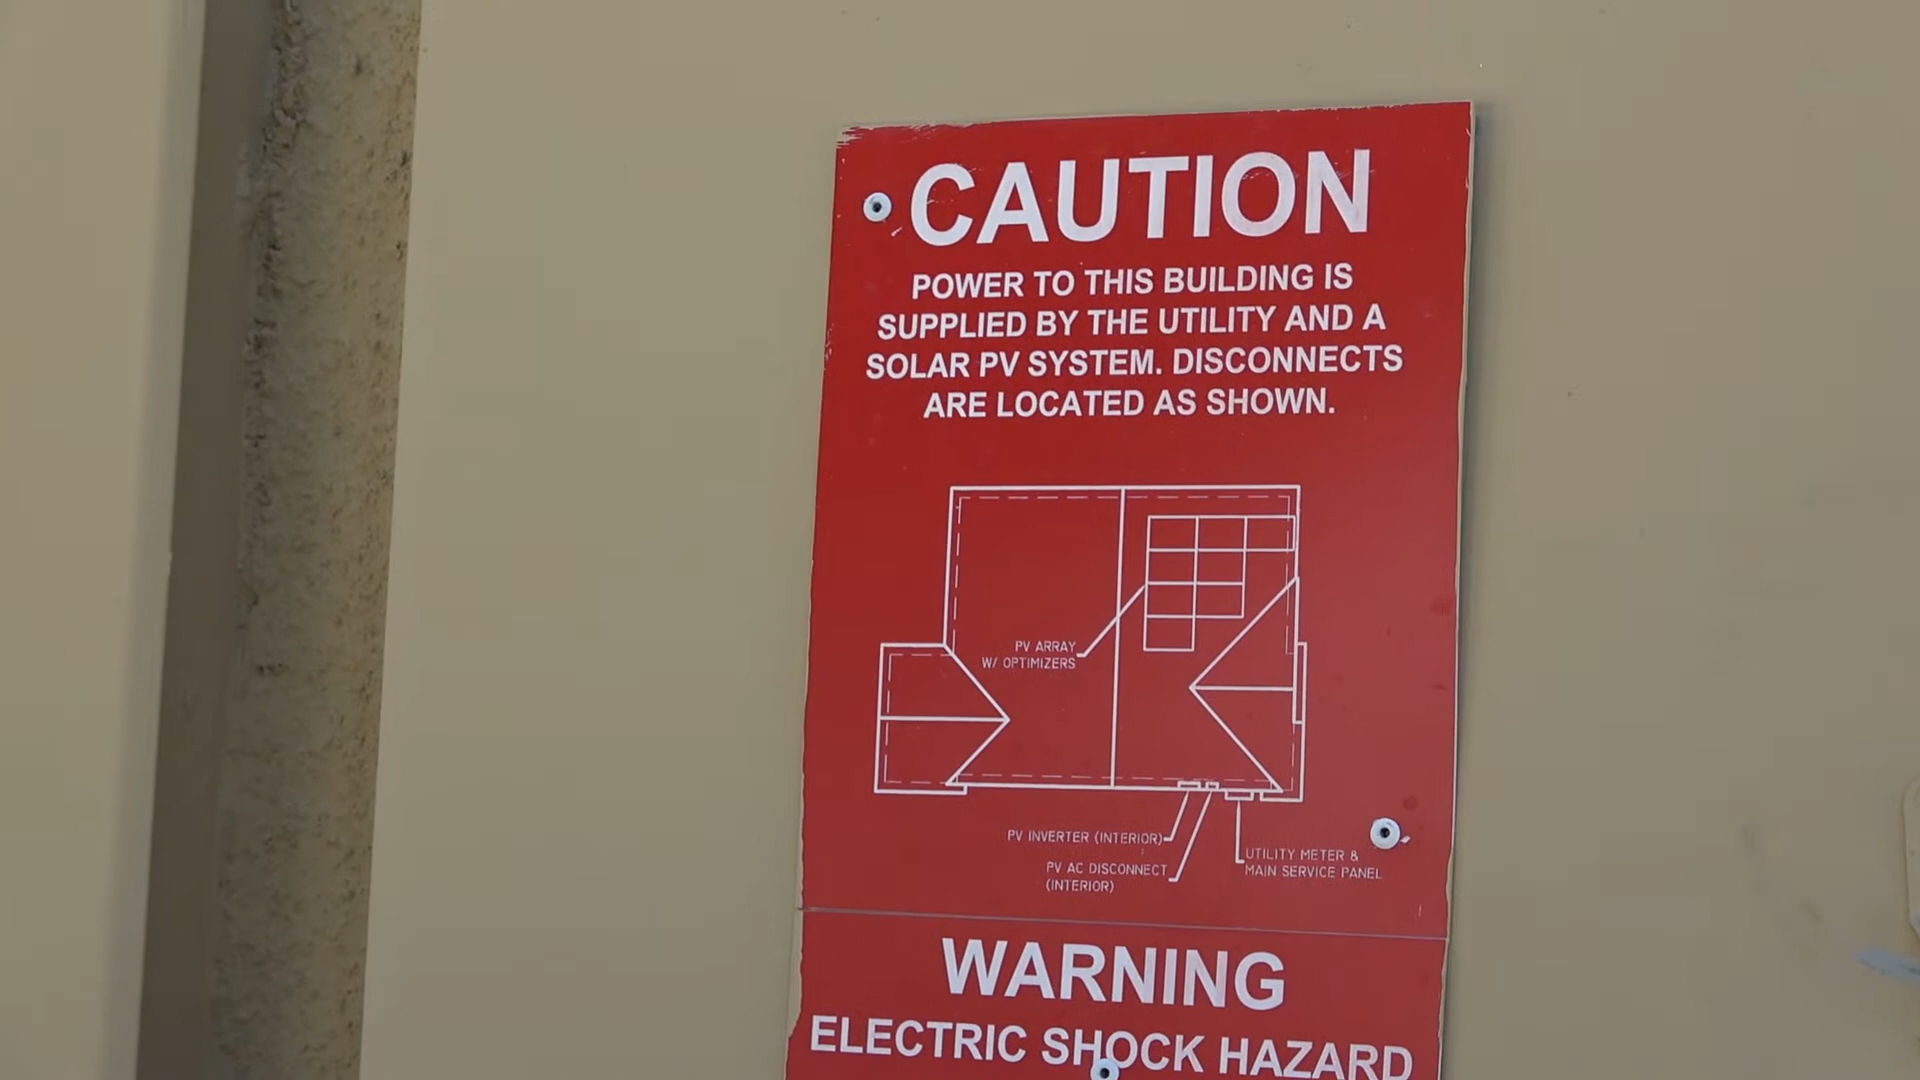 CAUTION
POWER TO THIS BUILDING IS
SUPPLIED BY THE UTILITY AND A
SOLAR PV SYSTEM. DISCONNECTS
ARE LOCATED AS SHOWN.
PV ARRAY
W/ OPTIMIZERS
PV INVERTER (INTERIOR)
PV AC DISCONNECT
(INTERIOR)
UTILITY METER &
MAIN SERVICE PANEL
WARNING
ELECTRIC SHOCK HAZARD